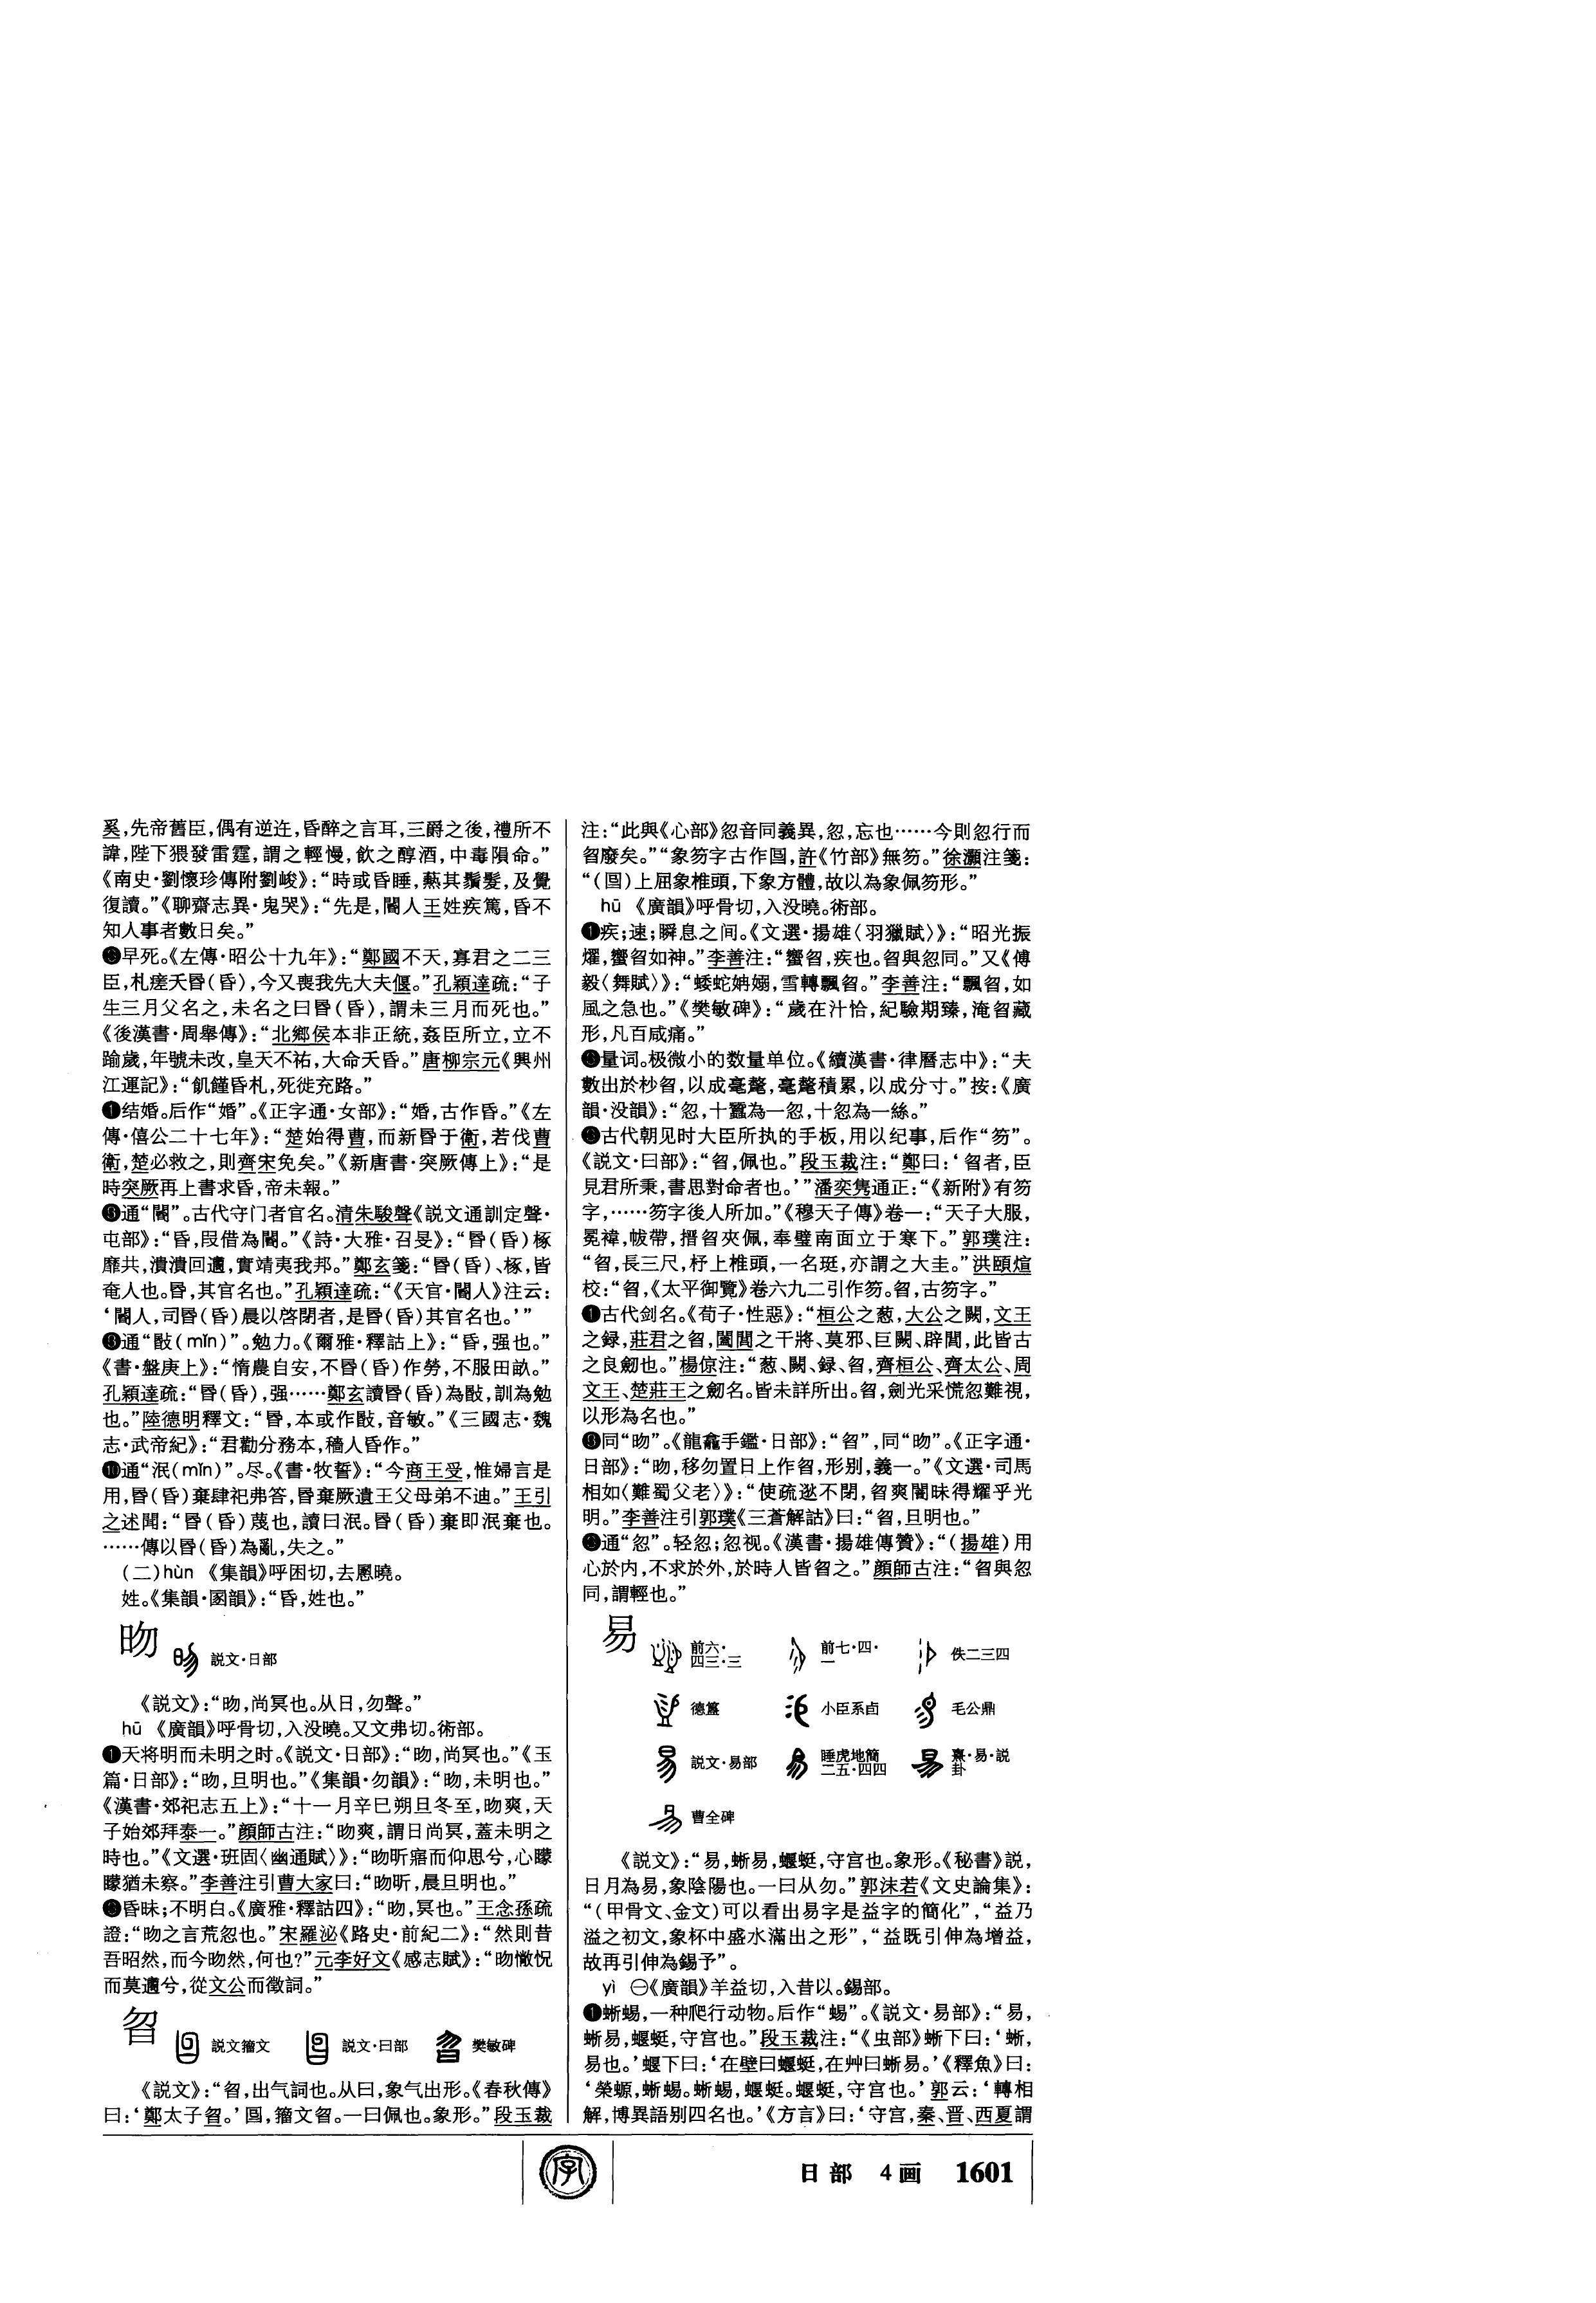 奚,先帝舊臣,偶有逆迕,昏醉之言耳,三爵之後,禮所不
諱,陛下猥發雷霆,謂之輕慢,飲之醇酒,中毒隕命。”
《南史·劉懷珍傳附劉峻》:“時或昏睡,爇其鬚髮,及覺
復讀。”《聊齋志異·鬼哭》:“先是,閽人王姓疾篤,昏不
知人事者數日矣。”
早死。《左傳·昭公十九年》:“鄭國不天,寡君之二三
臣,札瘥夭昬(昏),今又喪我先大夫偃。”孔穎達疏:“子
生三月父名之,未名之曰昬(昏),謂未三月而死也。”
《後漢書·周舉傳》:“北鄉侯本非正統,姦臣所立,立不
踰歲,年號未改,皇天不祐,大命夭昏。”唐柳宗元《興州
江運記》:“飢饉昏札,死徙充路。”
结婚。后作“婚”。《正字通·女部》:“婚,古作昏。”《左
傳·僖公二十七年》:“楚始得曹,而新昬于衛,若伐曹
衛,楚必救之,則齊宋免矣。”《新唐書·突厥傳上》:“是
時突厥再上書求昏,帝未報。”
通“閽”。古代守门者官名。清朱駿聲《説文通訓定聲·
屯部》:“昏,叚借為閽。”《詩·大雅·召旻》:“昬(昏)椓
靡共,潰潰回遹,實靖夷我邦。”鄭玄箋:“昬(昏)、椓,皆
奄人也。昬,其官名也。”孔穎達疏:“《天官·閽人》注云:
‘閽人,司昬(昏)晨以啓閉者,是昬(昏)其官名也。’”
通“敯(mǐn)”。勉力。《爾雅·釋詁上》:“昏,强也。”
《書·盤庚上》:“惰農自安,不昬(昏)作勞,不服田畝。”
孔穎達疏:“昬(昏),强……鄭玄讀昬(昏)為敯,訓為勉
也。”陸德明釋文:“昬,本或作敯,音敏。”《三國志·魏
志·武帝紀》:“君勸分務本,穡人昏作。”
❿通“泯(mǐn)”。尽。《書·牧誓》:“今商王受,惟婦言是
用,昬(昏)棄肆祀弗答,昬棄厥遺王父母弟不迪。”王引
之述聞:“昬(昏)蔑也,讀曰泯。昬(昏)棄即泯棄也。
……傳以昬(昏)為亂,失之。”
(二)hùn 《集韻》呼困切,去慁曉。
姓。《集韻·圂韻》:“昏,姓也。”
昒 説文·日部
《説文》:“昒,尚冥也。从日,勿聲。”
hū 《廣韻》呼骨切,入没曉。又文弗切。術部。
❶天将明而未明之时。《説文·日部》:“昒,尚冥也。”《玉
篇·日部》:“昒,旦明也。”《集韻·勿韻》:“昒,未明也。”
《漢書·郊祀志五上》:“十一月辛巳朔旦冬至,昒爽,天
子始郊拜泰一。”顔師古注:“昒爽,謂日尚冥,蓋未明之
時也。”《文選·班固〈幽通賦〉》:“昒昕寤而仰思兮,心矇
矇猶未察。”李善注引曹大家曰:“昒昕,晨旦明也。”
昏昧;不明白。《廣雅·釋詁四》:“昒,冥也。”王念孫疏
證:“昒之言荒忽也。”宋羅泌《路史·前紀二》:“然則昔
吾昭然,而今昒然,何也?”元李好文《感志賦》:“昒懒怳
而莫適兮,從文公而徵詞。”
曶 説文籀文 説文·曰部 樊敏碑
《説文》:“曶,出气詞也。从曰,象气出形。《春秋傳》
曰:‘鄭太子曶。’,籀文曶。一曰佩也。象形。”段玉裁
注:“此與《心部》忽音同義異,忽,忘也……今則忽行而
曶廢矣。”“象笏字古作,許《竹部》無笏。”徐灝注箋:
“()上屈象椎頭,下象方體,故以為象佩笏形。”
hū 《廣韻》呼骨切,入没曉。術部。
❶疾;速;瞬息之间。《文選·揚雄〈羽獵賦〉》:“昭光振
燿,蠁曶如神。”李善注:“蠁曶,疾也。曶與忽同。”又《傅
毅〈舞賦〉》:“蜲蛇姌嫋,雪轉飄曶。”李善注:“飄曶,如
風之急也。”《樊敏碑》:“歲在汁恰,紀驗期臻,淹曶藏
形,凡百咸痛。”
量词。极微小的数量单位。《續漢書·律曆志中》:“夫
數出於杪曶,以成毫氂,毫氂積累,以成分寸。”按:《廣
韻·没韻》:“忽,十蠶為一忽,十忽為一絲。”
古代朝见时大臣所执的手板,用以纪事,后作“笏”。
《説文·曰部》:“曶,佩也。”段玉裁注:“鄭曰:‘曶者,臣
見君所秉,書思對命者也。’”潘奕雋通正:“《新附》有笏
字,……笏字後人所加。”《穆天子傳》卷一:“天子大服,
冕褘,帗帶,搢曶夾佩,奉璧南面立于寒下。”郭璞注:
“曶,長三尺,杼上椎頭,一名珽,亦謂之大圭。”洪頤煊
校:“曶,《太平御覽》卷六九二引作笏。曶,古笏字。”
古代剑名。《荀子·性惡》:“桓公之葱,大公之闕,文王
之録,莊君之曶,闔閭之干將、莫邪、巨闕、辟閭,此皆古
之良劒也。”楊倞注:“葱、闕、録、曶,齊桓公、齊太公、周
文王、楚莊王之劒名。皆未詳所出。曶,劍光采慌忽難視,
以形為名也。”
同“昒”。《龍龕手鑑·日部》:“曶”,同“昒”。《正字通·
日部》:“昒,移勿置日上作曶,形别,義一。”《文選·司馬
相如〈難蜀父老〉》:“使疏逖不閉,曶爽闇昧得耀乎光
明。”李善注引郭璞《三蒼解詁》曰:“曶,旦明也。”
通“忽”。轻忽;忽视。《漢書·揚雄傳贊》:“(揚雄)用
心於内,不求於外,於時人皆曶之。”顔師古注:“曶與忽
同,謂輕也。”
易 前六·四三·三 前七·四·一 佚二三四
德簋 小臣系卣 毛公鼎
説文·易部 睡虎地簡二五·四四 熹·易·説卦
曹全碑
《説文》:“易,蜥易,蝘蜓,守宫也。象形。《秘書》説,
日月為易,象陰陽也。一曰从勿。”郭沫若《文史論集》:
“(甲骨文、金文)可以看出易字是益字的簡化”,“益乃
溢之初文,象杯中盛水滿出之形”,“益既引伸為增益,
故再引伸為錫予”。
yì ㊀《廣韻》羊益切,入昔以。錫部。
❶蜥蜴,一种爬行动物。后作“蜴”。《説文·易部》:“易,
蜥易,蝘蜓,守宫也。”段玉裁注:“《虫部》蜥下曰:‘蜥,
易也。’蝘下曰:‘在壁曰蝘蜓,在艸曰蜥易。’《釋魚》曰:
‘榮螈,蜥蜴。蜥蜴,蝘蜓。蝘蜓,守宫也。’郭云:‘轉相
解,博異語别四名也。’《方言》曰:‘守宫,秦、晋、西夏謂
字
日部 4画 1601